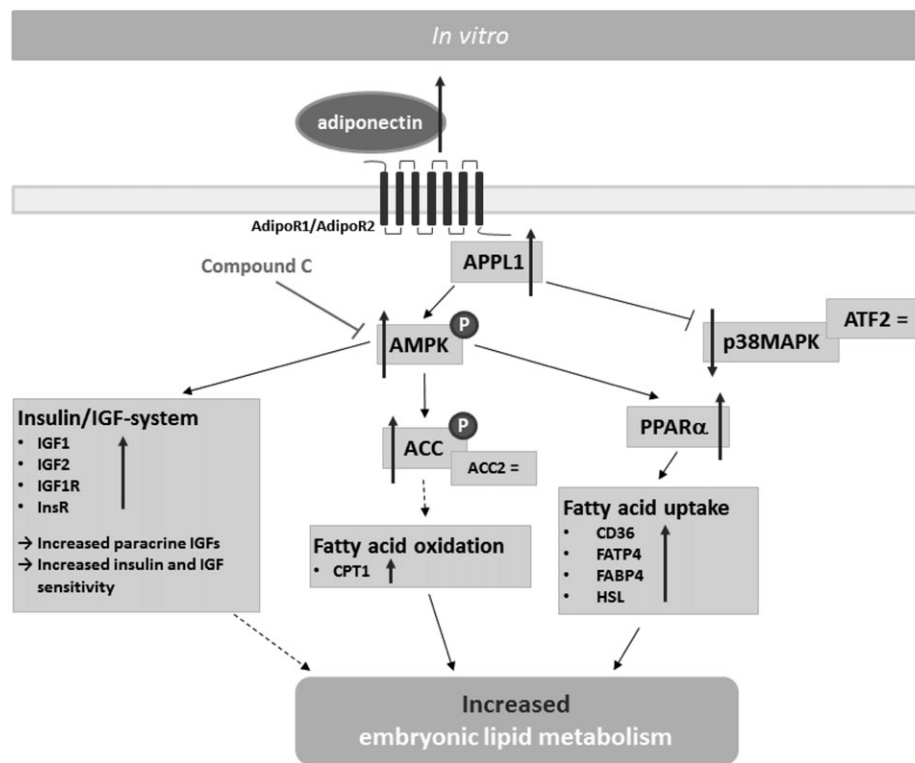 In vitro
adiponectin
AdipoR1/AdipoR2
APPL1
Compound C
P
AMPK
ATF2 =
p38MAPK
Insulin/IGF-system
• IGF1
• IGF2
• IGF1R
• InsR
→ Increased paracrine IGFs
→ Increased insulin and IGF
sensitivity
P
ACC
ACC2 =
PPARα
Fatty acid oxidation
• CPT1
Fatty acid uptake
• CD36
• FATP4
• FABP4
• HSL
Increased
embryonic lipid metabolism